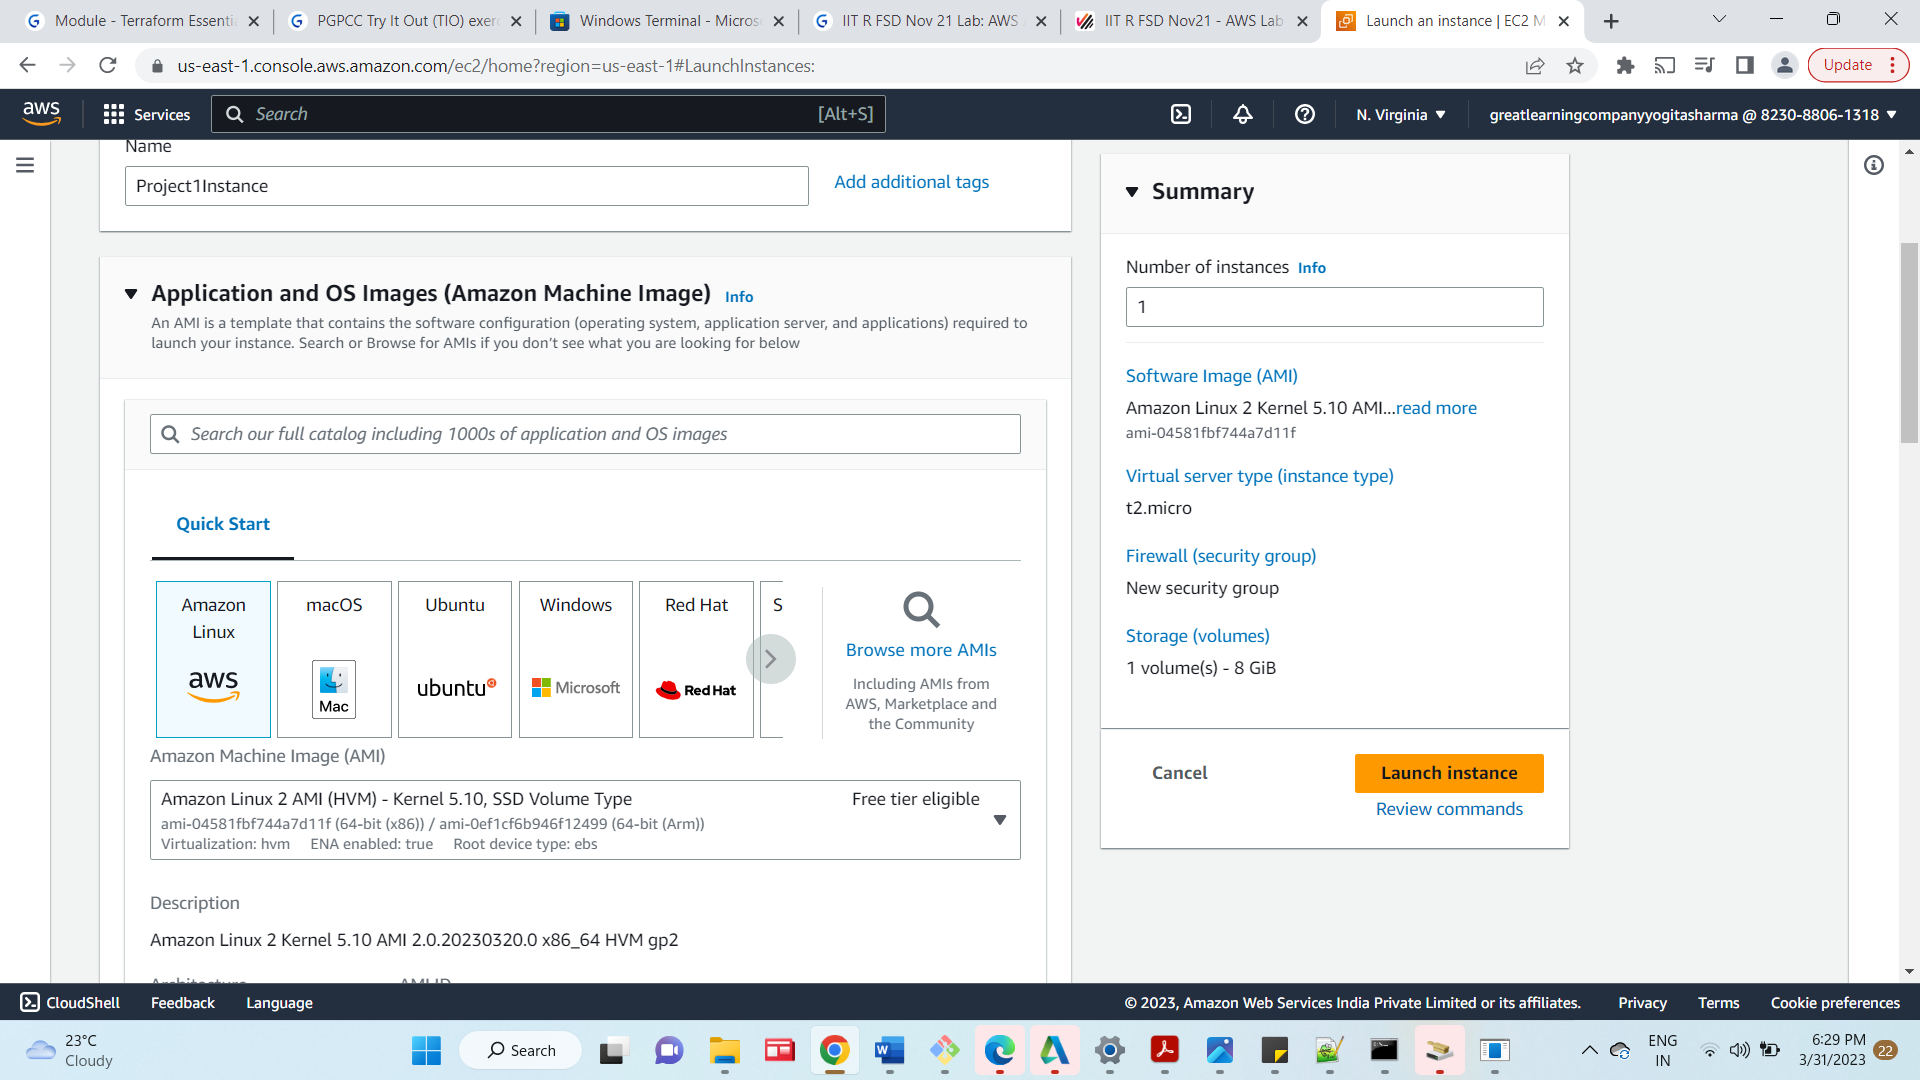 Module - Terraform Essenti
PGPCC Try It Out (TIO) exer
Windows Terminal - Micros
IIT R FSD Nov 21 Lab: AWS
IIT R FSD Nov21 - AWS Lab
Launch an instance | EC2 M
us-east-1.console.aws.amazon.com/ec2/home?region=us-east-1#LaunchInstances:
Update
aws
Services
Search
[Alt+S]
N. Virginia
greatlearningcompanyyogitasharma @ 8230-8806-1318
Name
Project1Instance
Add additional tags
Application and OS Images (Amazon Machine Image) Info
An AMI is a template that contains the software configuration (operating system, application server, and applications) required to
launch your instance. Search or Browse for AMIs if you don't see what you are looking for below
Search our full catalog including 1000s of application and OS images
Quick Start
Amazon
Linux
aws
macOS
Mac
Ubuntu
ubuntu
Windows
Microsoft
Red Hat
Red Hat
S
Browse more AMIs
Including AMIs from
AWS, Marketplace and
the Community
Amazon Machine Image (AMI)
Amazon Linux 2 AMI (HVM) - Kernel 5.10, SSD Volume Type
Free tier eligible
ami-04581fbf744a7d11f (64-bit (x86)) / ami-0ef1cf6b946f12499 (64-bit (Arm))
Virtualization: hvm ENA enabled: true Root device type: ebs
Description
Amazon Linux 2 Kernel 5.10 AMI 2.0.20230320.0 x86_64 HVM gp2
Architecture AMI ID
Summary
Number of instances Info
1
Software Image (AMI)
Amazon Linux 2 Kernel 5.10 AMI...read more
ami-04581fbf744a7d11f
Virtual server type (instance type)
t2.micro
Firewall (security group)
New security group
Storage (volumes)
1 volume(s) - 8 GiB
Cancel
Launch instance
Review commands
CloudShell
Feedback
Language
© 2023, Amazon Web Services India Private Limited or its affiliates.
Privacy
Terms
Cookie preferences
23°C
Cloudy
Search
ENG
IN
6:29 PM
3/31/2023
22